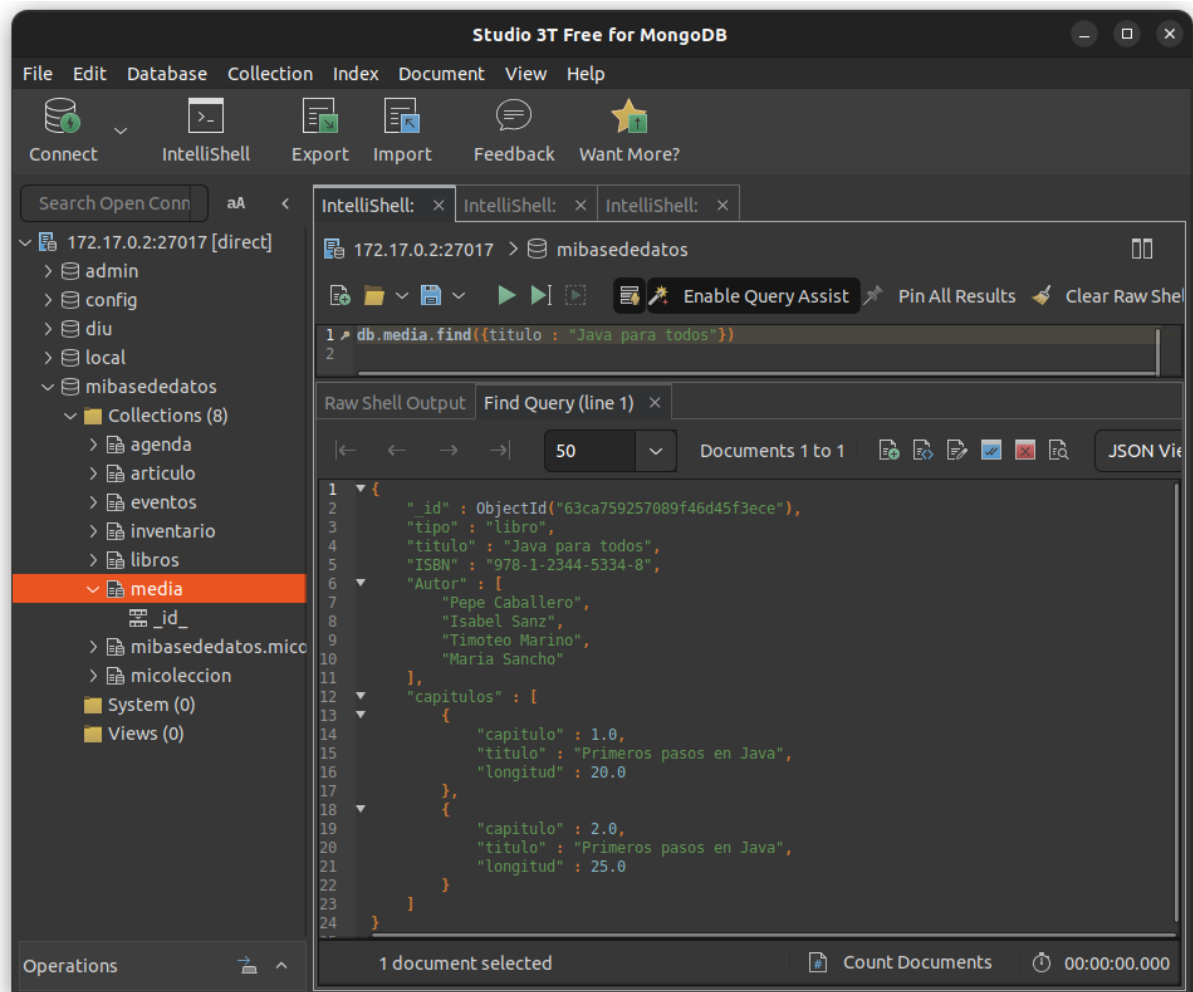 Studio 3T Free for MongoDB
File Edit Database Collection Index Document View Help
Connect IntelliShell Export Import Feedback Want More?
Search Open Conn aA
172.17.0.2:27017 [direct]
admin
config
diu
local
mibasededatos
Collections (8)
agenda
articulo
eventos
inventario
libros
media
_id_
mibasededatos.mico
micoleccion
System (0)
Views (0)
Operations
IntelliShell: × IntelliShell: × IntelliShell: ×
172.17.0.2:27017 > mibasededatos
Enable Query Assist Pin All Results Clear Raw Shel
1 db.media.find({titulo : "Java para todos"})
2
Raw Shell Output Find Query (line 1) ×
50 Documents 1 to 1 JSON Vie
1 {
2 "_id" : ObjectId("63ca759257089f46d45f3ece"),
3 "tipo" : "libro",
4 "titulo" : "Java para todos",
5 "ISBN" : "978-1-2344-5334-8",
6 "Autor" : [
7 "Pepe Caballero",
8 "Isabel Sanz",
9 "Timoteo Marino",
10 "Maria Sancho"
11 ],
12 "capitulos" : [
13 {
14 "capitulo" : 1.0,
15 "titulo" : "Primeros pasos en Java",
16 "longitud" : 20.0
17 },
18 {
19 "capitulo" : 2.0,
20 "titulo" : "Primeros pasos en Java",
21 "longitud" : 25.0
22 }
23 ]
24 }
1 document selected Count Documents 00:00:00.000